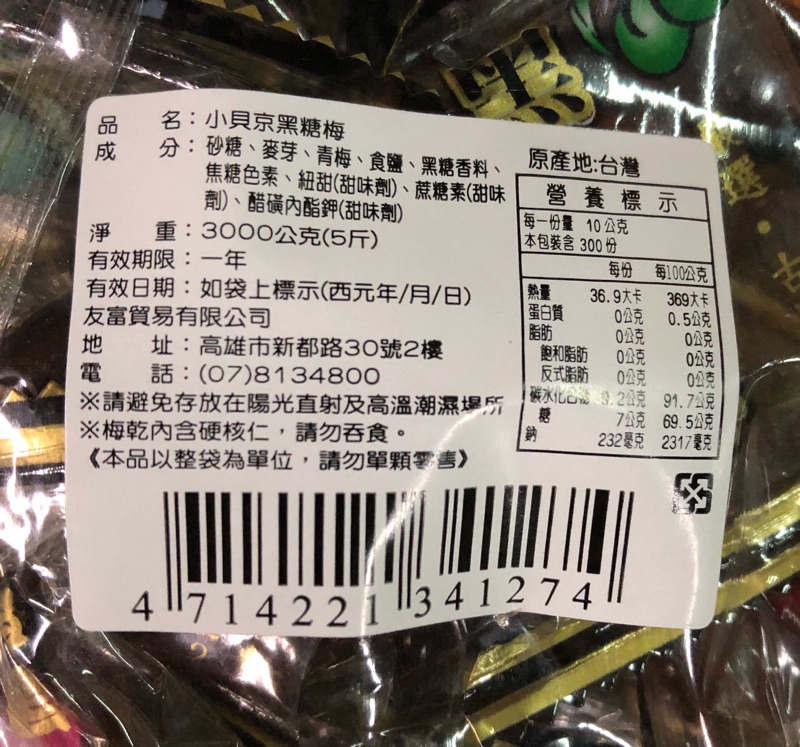 品　　名：小貝京黑糖梅
成　　分：砂糖、麥芽、青梅、食鹽、黑糖香料、
焦糖色素、紐甜(甜味劑)、蔗糖素(甜味
劑)、醋磺內酯鉀(甜味劑)
淨　　重：3000公克(5斤)
有效期限：一年
有效日期：如袋上標示(西元年/月/日)
友富貿易有限公司
地　　址：高雄市新都路30號2樓
電　　話：(07)8134800
※請避免存放在陽光直射及高溫潮濕場所
※梅乾內含硬核仁，請勿吞食。
《本品以整袋為單位，請勿單顆零售》
原產地:台灣
營養標示
每一份量 10公克
本包裝含 300份
每份 每100公克
熱量 36.9大卡 369大卡
蛋白質 0公克 0.5公克
脂肪 0公克 0公克
飽和脂肪 0公克 0公克
反式脂肪 0公克 0公克
碳水化合物 9.2公克 91.7公克
糖 7公克 69.5公克
鈉 232毫克 2317毫克
4 714221 341274
黑
選
古